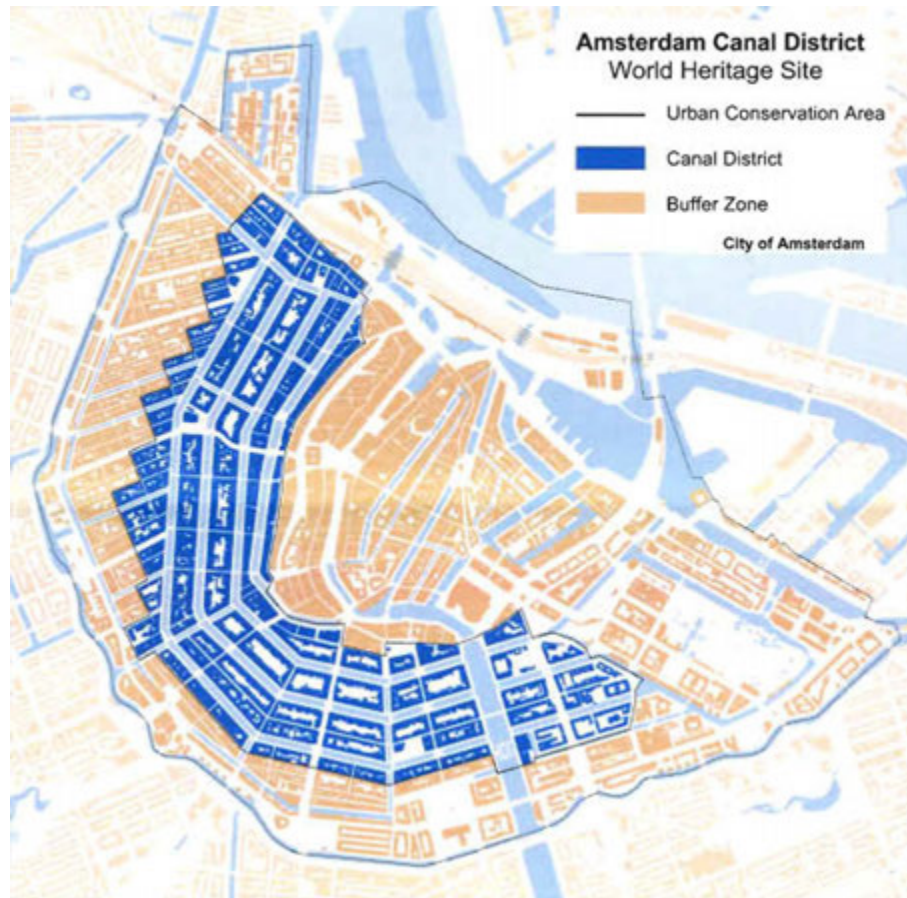 Amsterdam Canal District
World Heritage Site
Urban Conservation Area
Canal District
Buffer Zone
City of Amsterdam